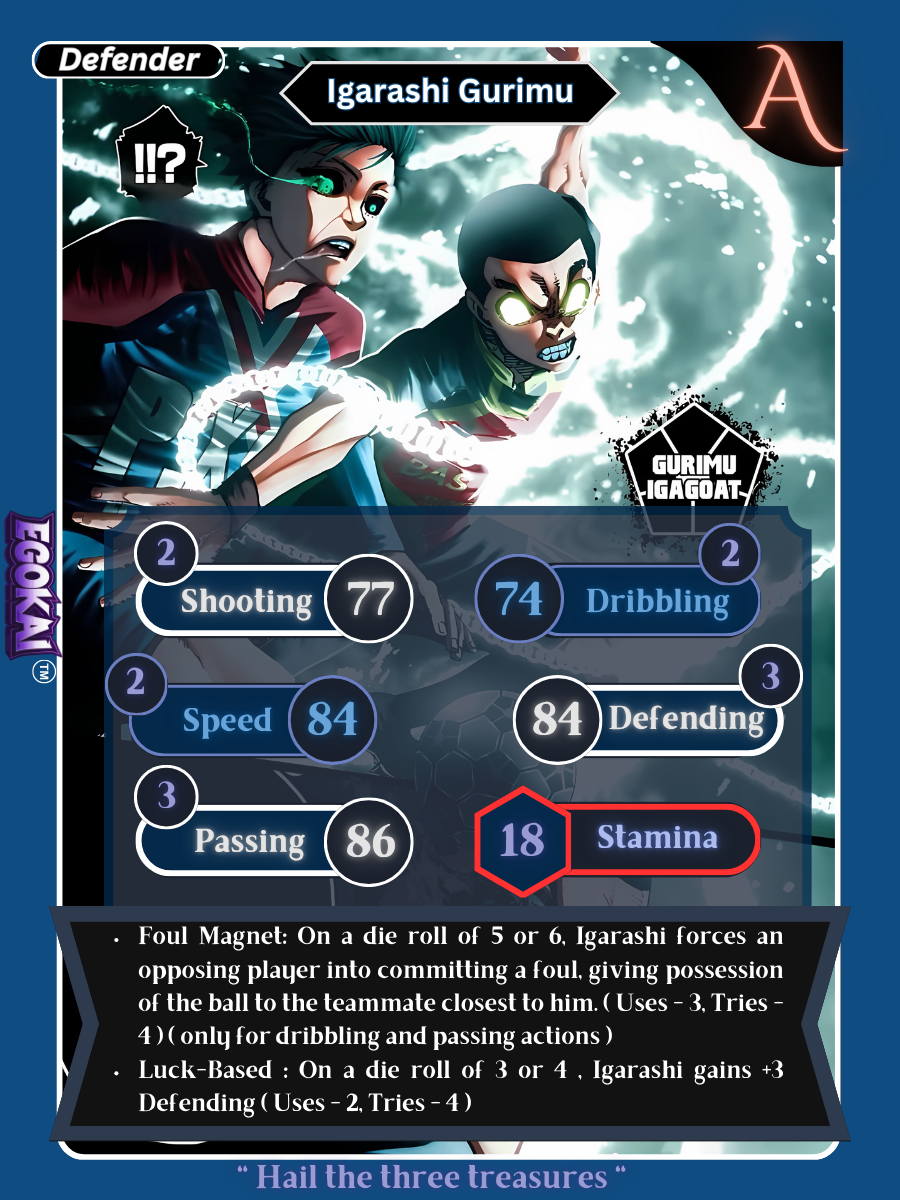 Defender
Igarashi Gurimu
A
!!?
GURIMU
IGAGOAT
EGOKAI
TM
2
Shooting 77
2
74 Dribbling
2
Speed 84
3
84 Defending
3
Passing 86
18 Stamina
• Foul Magnet: On a die roll of 5 or 6, Igarashi forces an
opposing player into committing a foul, giving possession
of the ball to the teammate closest to him. ( Uses - 3, Tries -
4 ) ( only for dribbling and passing actions )
• Luck-Based : On a die roll of 3 or 4 , Igarashi gains +3
Defending ( Uses - 2, Tries - 4 )
“ Hail the three treasures “